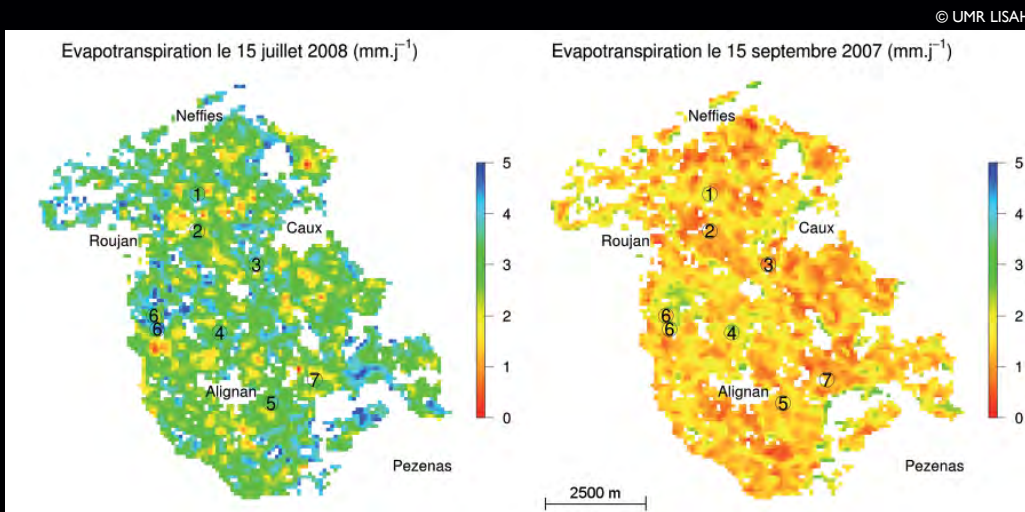 © UMR LISAH
Evapotranspiration le 15 juillet 2008 (mm.j⁻¹)
Neffies
Roujan
Caux
Alignan
Pezenas
1
2
3
6
6
4
7
5
5
4
3
2
1
0
Evapotranspiration le 15 septembre 2007 (mm.j⁻¹)
Neffies
Roujan
Caux
Alignan
Pezenas
1
2
3
6
6
4
7
5
5
4
3
2
1
0
2500 m